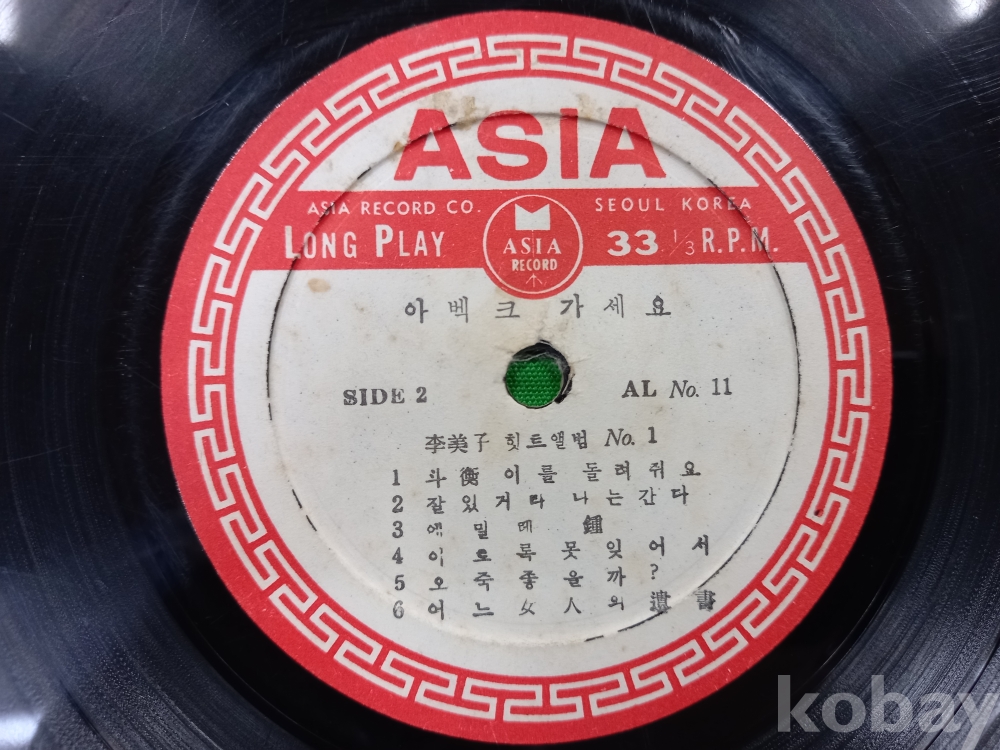 ASIA
ASIA RECORD CO. SEOUL KOREA
LONG PLAY 33 1/3 R.P.M.
ASIA
RECORD
아베크 가세요
SIDE 2 AL No. 11
李美子 힛트앨범 No. 1
1 斗衡이를 돌려줘요
2 잘있거라 나는간다
3 에밀레 鍾
4 이토록못잊어서
5 오죽좋을까?
6 어느女人의 遺書
kobay